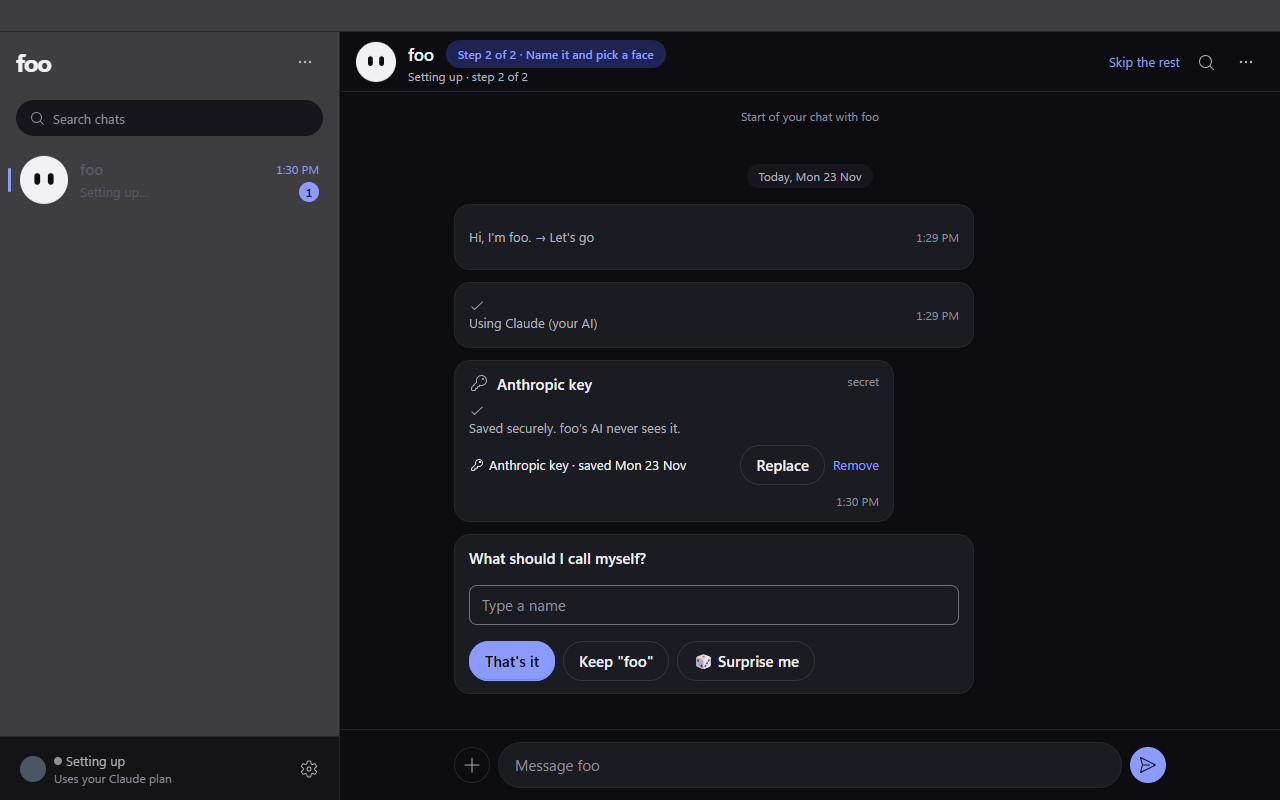 foo
Search chats
foo
1:30 PM
Setting up...
1
Setting up
Uses your Claude plan
foo
Step 2 of 2 · Name it and pick a face
Setting up · step 2 of 2
Skip the rest
Start of your chat with foo
Today, Mon 23 Nov
Hi, I'm foo. → Let's go
1:29 PM
Using Claude (your AI)
1:29 PM
Anthropic key
secret
Saved securely. foo's AI never sees it.
Anthropic key · saved Mon 23 Nov
Replace
Remove
1:30 PM
What should I call myself?
Type a name
That's it
Keep "foo"
Surprise me
Message foo